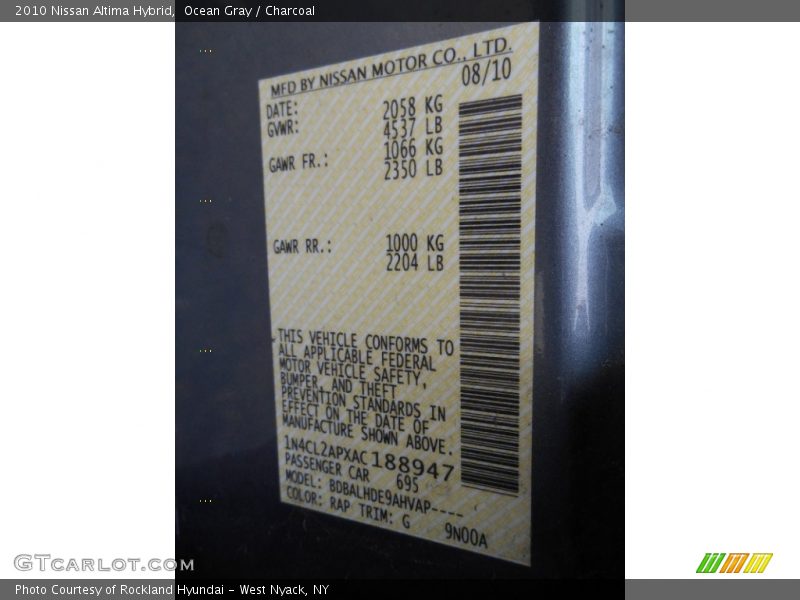 2010 Nissan Altima Hybrid,  Ocean Gray / Charcoal
MFD BY NISSAN MOTOR CO., LTD.
DATE: 08/10
GVWR: 2058 KG
4537 LB
GAWR FR.: 1066 KG
2350 LB
GAWR RR.: 1000 KG
2204 LB
THIS VEHICLE CONFORMS TO
ALL APPLICABLE FEDERAL
MOTOR VEHICLE SAFETY,
BUMPER, AND THEFT
PREVENTION STANDARDS IN
EFFECT ON THE DATE OF
MANUFACTURE SHOWN ABOVE.
1N4CL2APXAC188947
PASSENGER CAR 695
MODEL: BDBALHDE9AHVAP----
COLOR: RAP TRIM: G 9N00A
GTCARLOT.COM
Photo Courtesy of Rockland Hyundai - West Nyack, NY